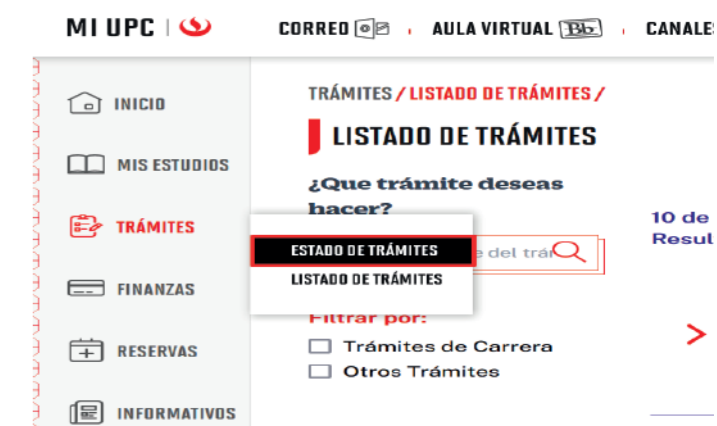 MI UPC
CORREO
AULA VIRTUAL Bb
CANALES
INICIO
MIS ESTUDIOS
TRÁMITES
FINANZAS
RESERVAS
INFORMATIVOS
TRÁMITES / LISTADO DE TRÁMITES /
LISTADO DE TRÁMITES
¿Que trámite deseas
hacer?
ESTADO DE TRÁMITES
LISTADO DE TRÁMITES
del trá
Filtrar por:
Trámites de Carrera
Otros Trámites
10 de
Resul